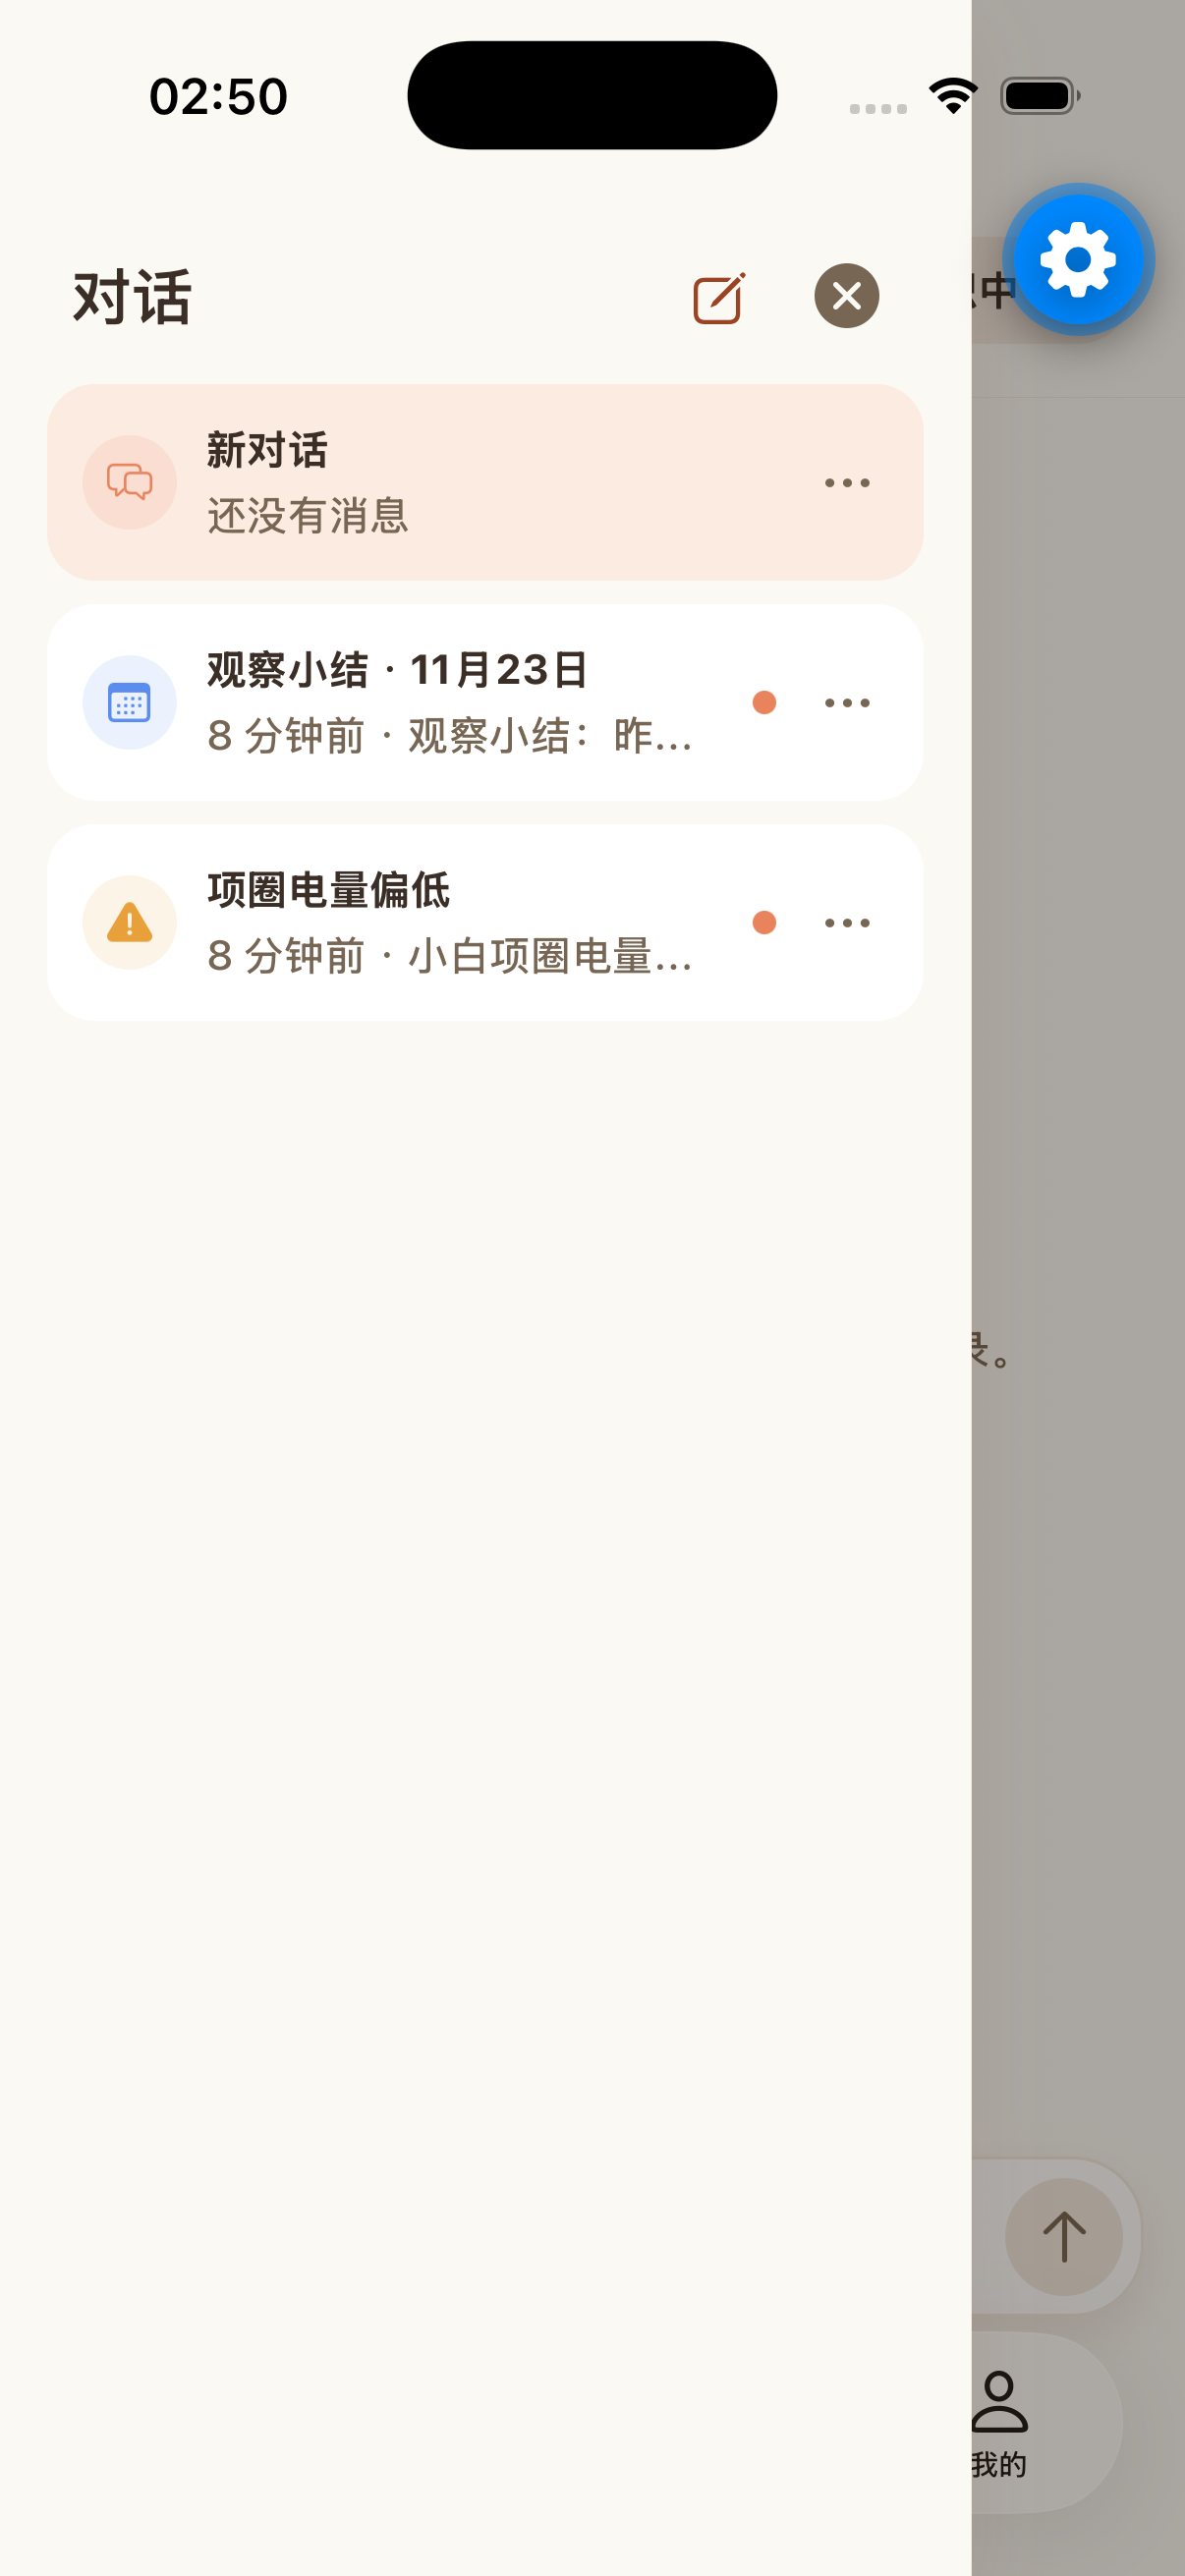 02:50
对话
中
新对话
还没有消息
观察小结 · 11月23日
8 分钟前 · 观察小结：昨...
项圈电量偏低
8 分钟前 · 小白项圈电量...
录。
我的